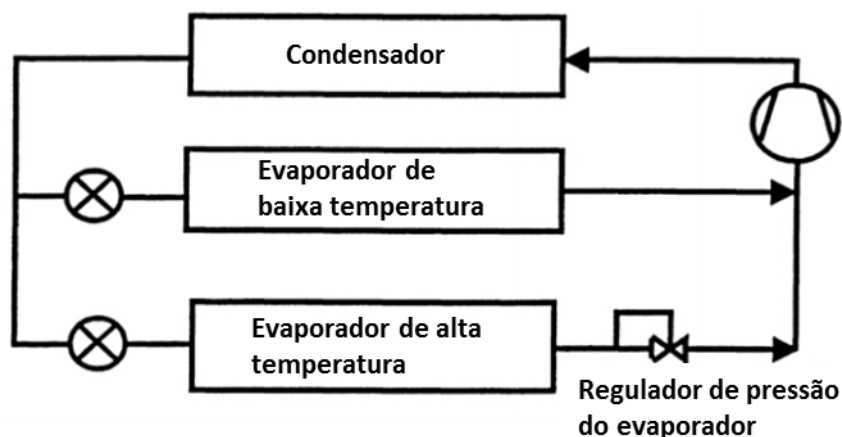 Condensador
Evaporador de
baixa temperatura
Evaporador de alta
temperatura
Regulador de pressão
do evaporador